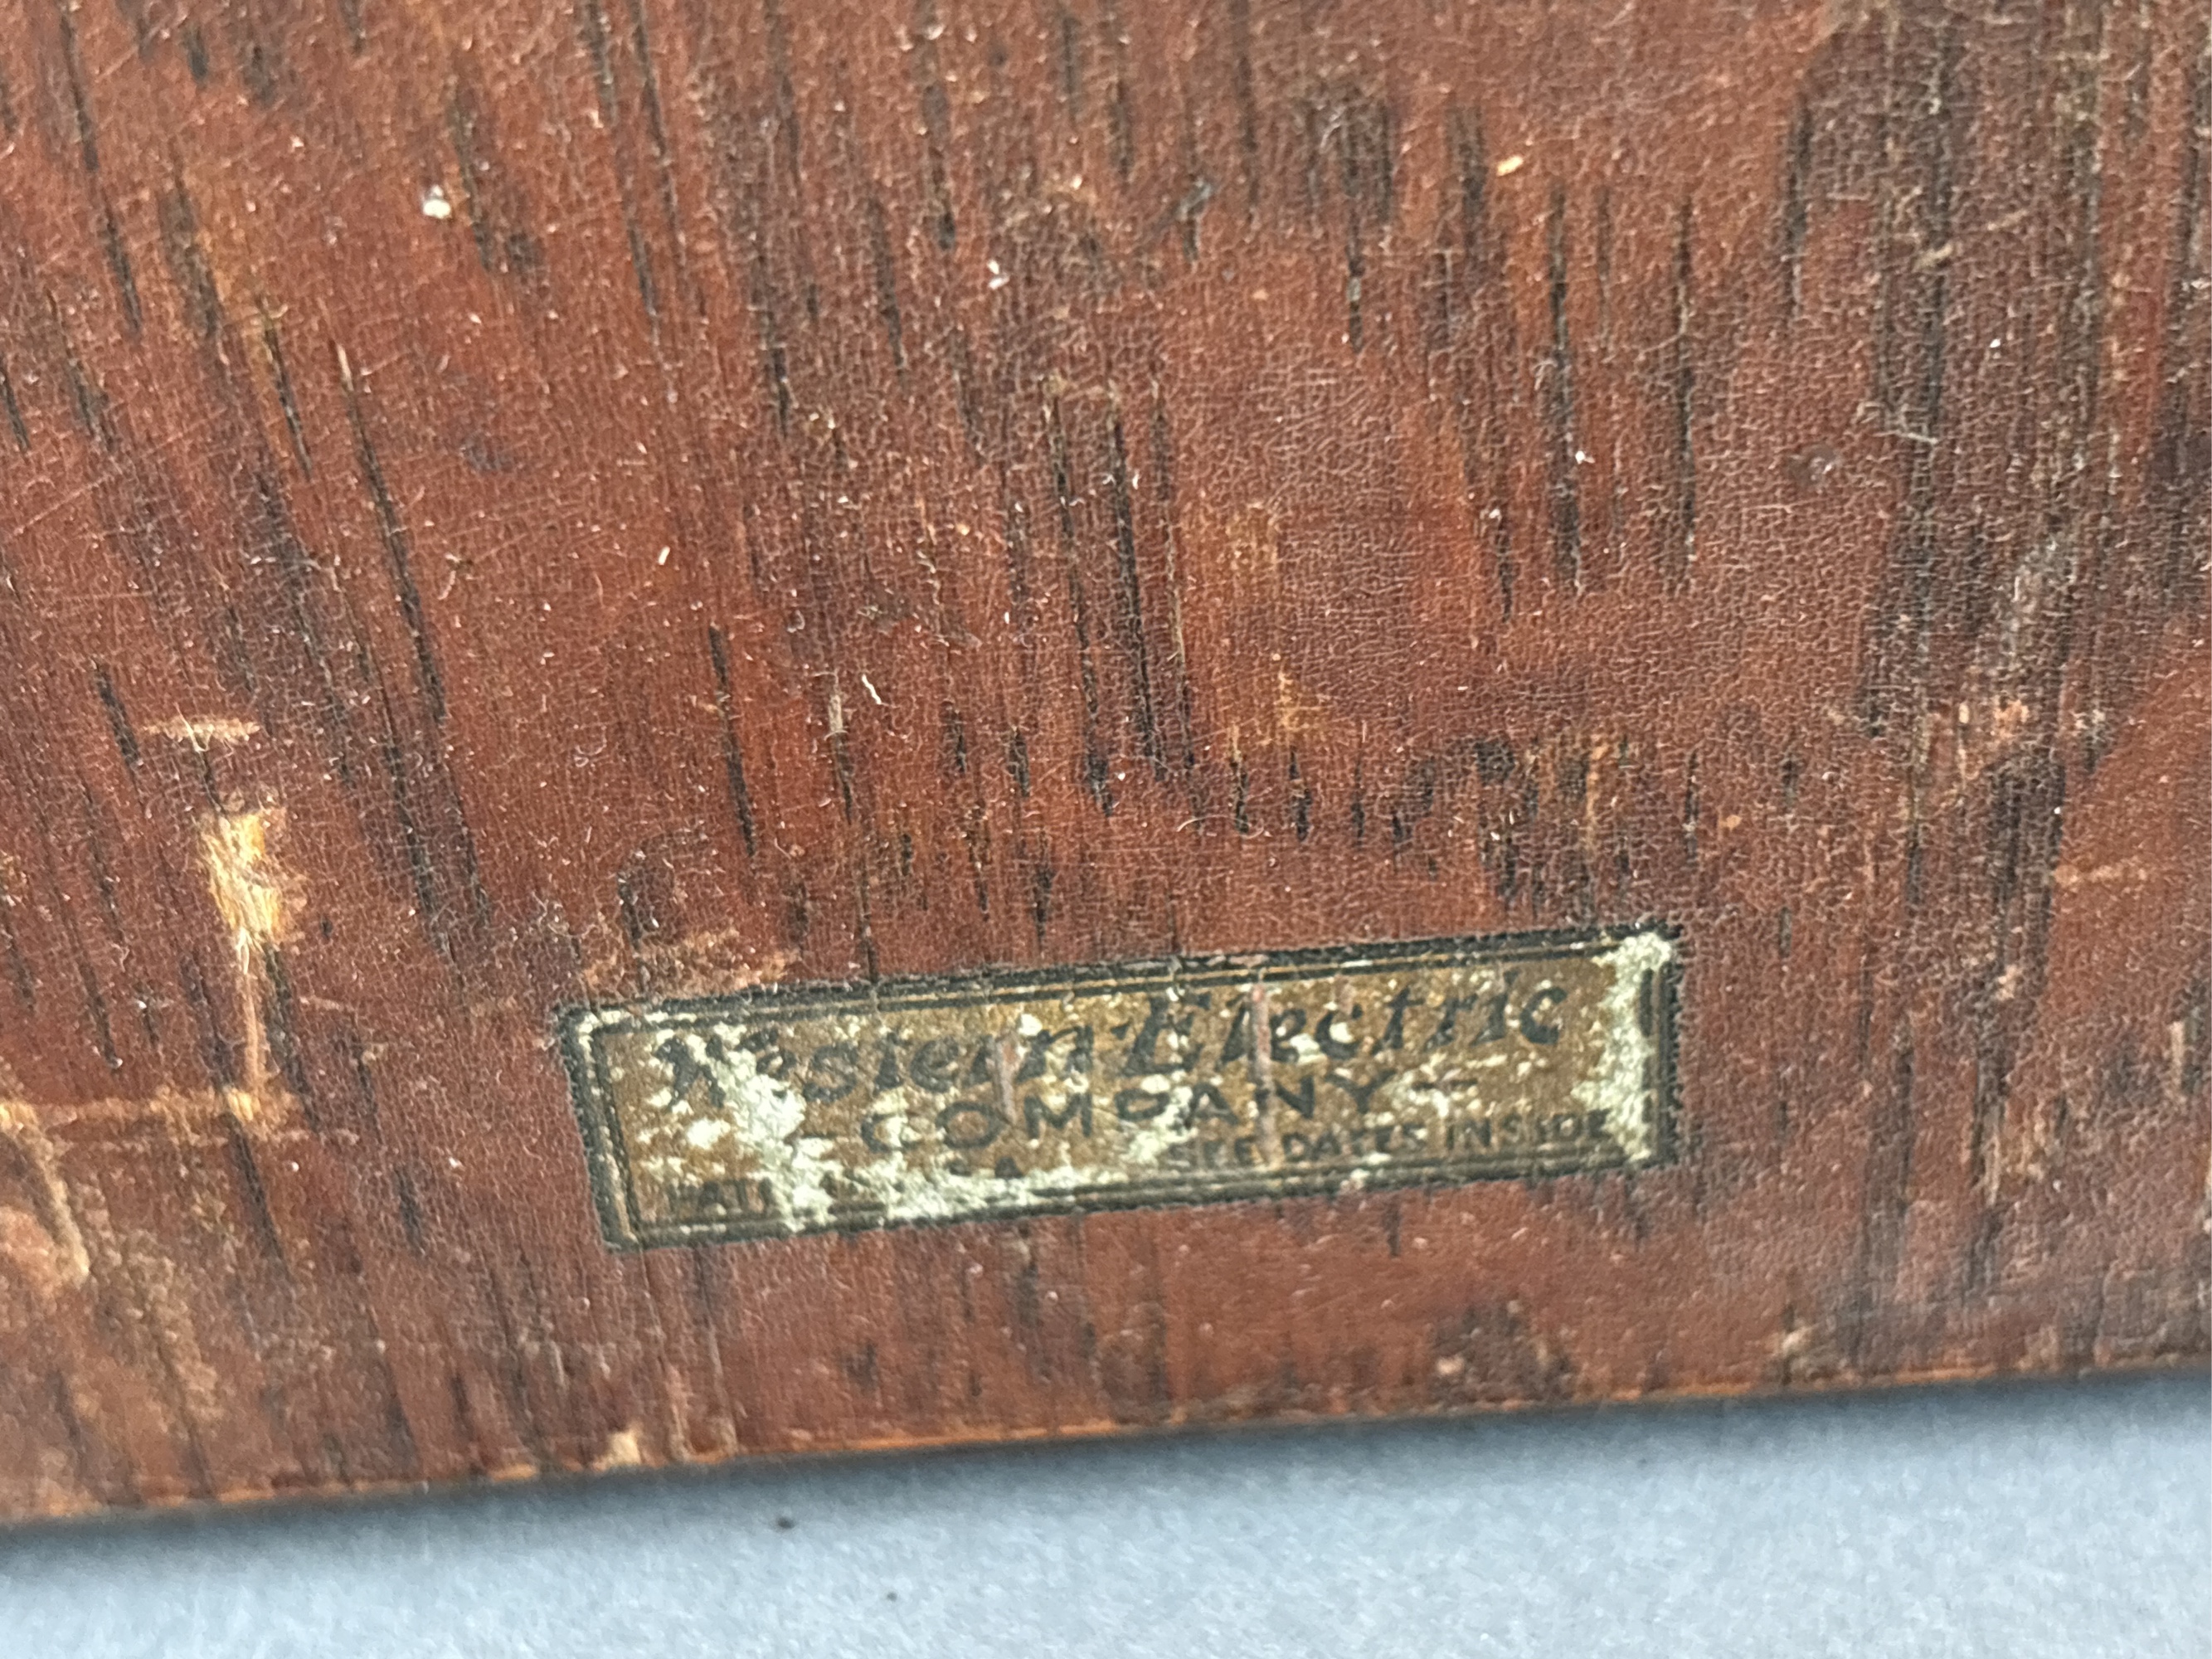 Western Electric
COMPANY
SEE DATES INSIDE